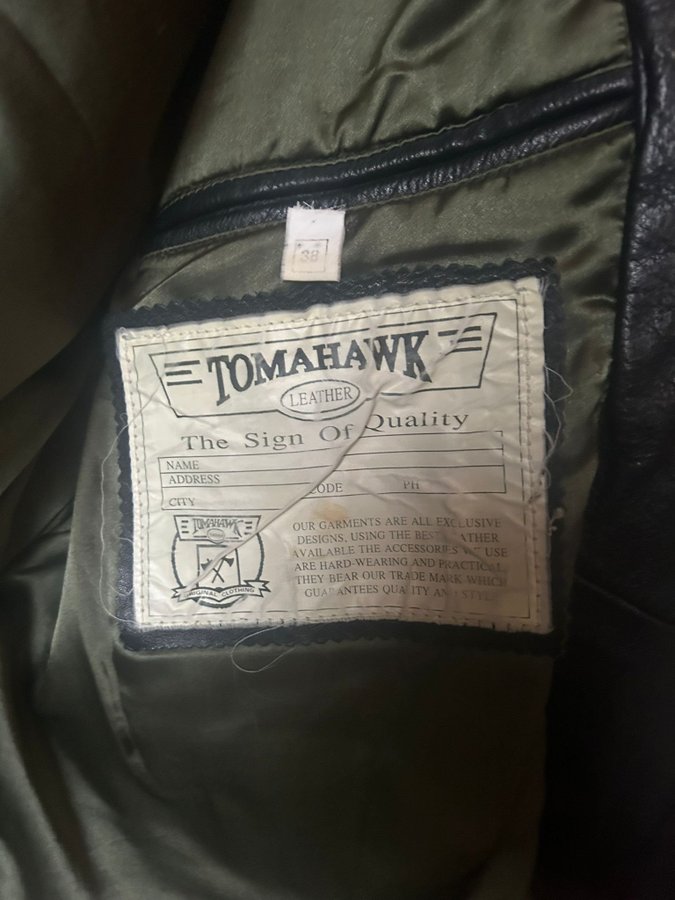 38
TOMAHAWK
LEATHER
The Sign Of Quality
NAME
ADDRESS
CODE PH
CITY
TOMAHAWK
ORIGINAL CLOTHING
OUR GARMENTS ARE ALL EXCLUSIVE
DESIGNS, USING THE BEST ATHER
AVAILABLE THE ACCESSORIES WE USE
ARE HARD-WEARING AND PRACTICAL
THEY BEAR OUR TRADE MARK WHICH
GUARANTEES QUALITY AND STYLE